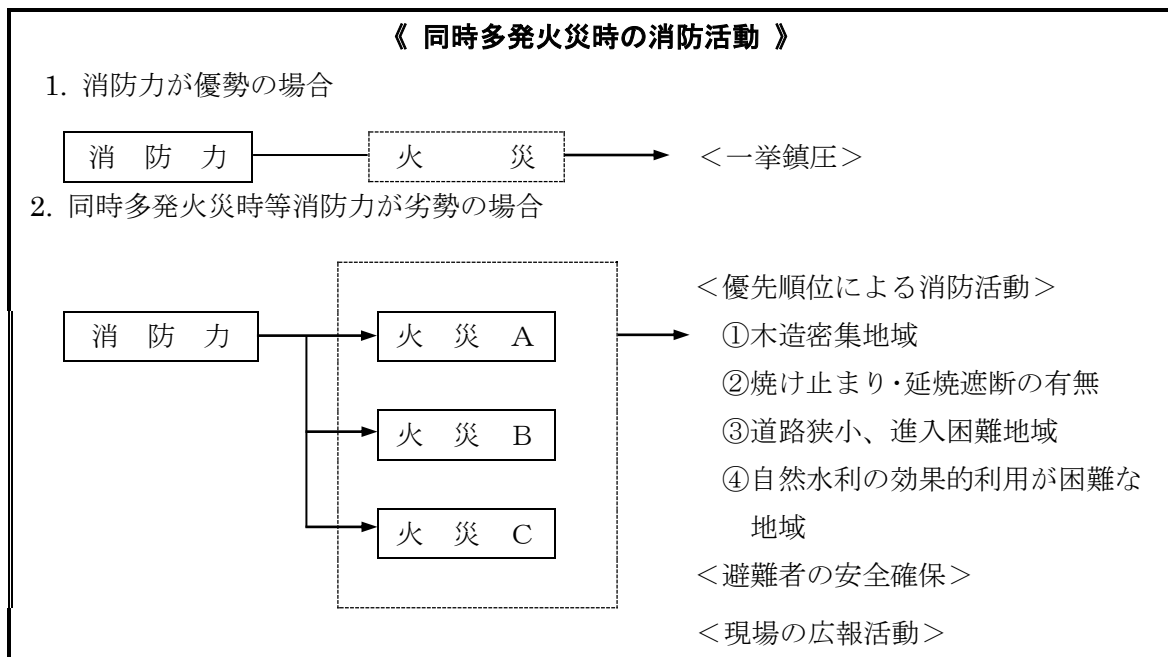 《 同時多発火災時の消防活動 》
1. 消防力が優勢の場合
消 防 力
火 災
＜一挙鎮圧＞
2. 同時多発火災時等消防力が劣勢の場合
消 防 力
火 災 A
火 災 B
火 災 C
＜優先順位による消防活動＞
①木造密集地域
②焼け止まり・延焼遮断の有無
③道路狭小、進入困難地域
④自然水利の効果的利用が困難な
地域
＜避難者の安全確保＞
＜現場の広報活動＞